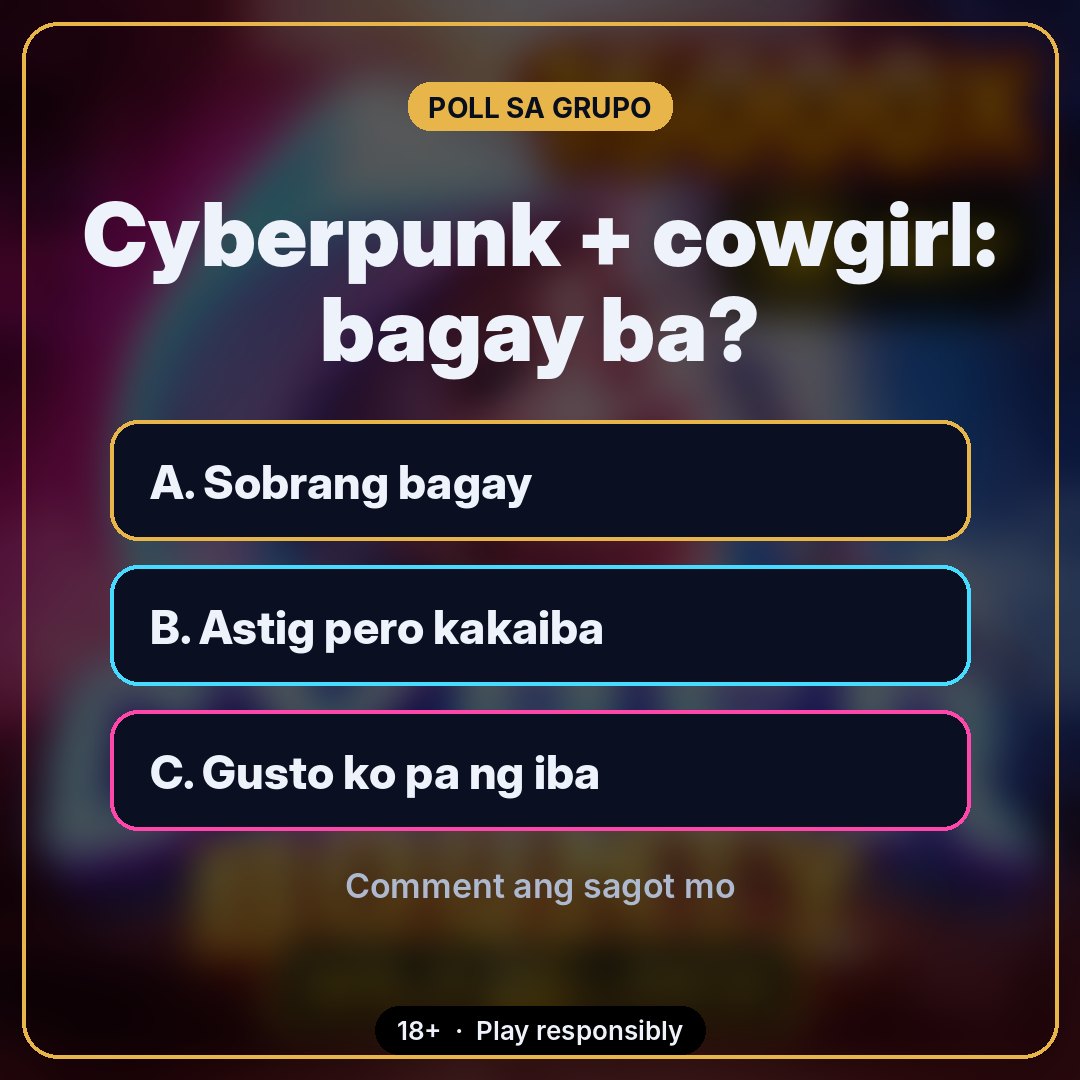 POLL SA GRUPO
Cyberpunk + cowgirl:
bagay ba?
A. Sobrang bagay
B. Astig pero kakaiba
C. Gusto ko pa ng iba
Comment ang sagot mo
18+ · Play responsibly